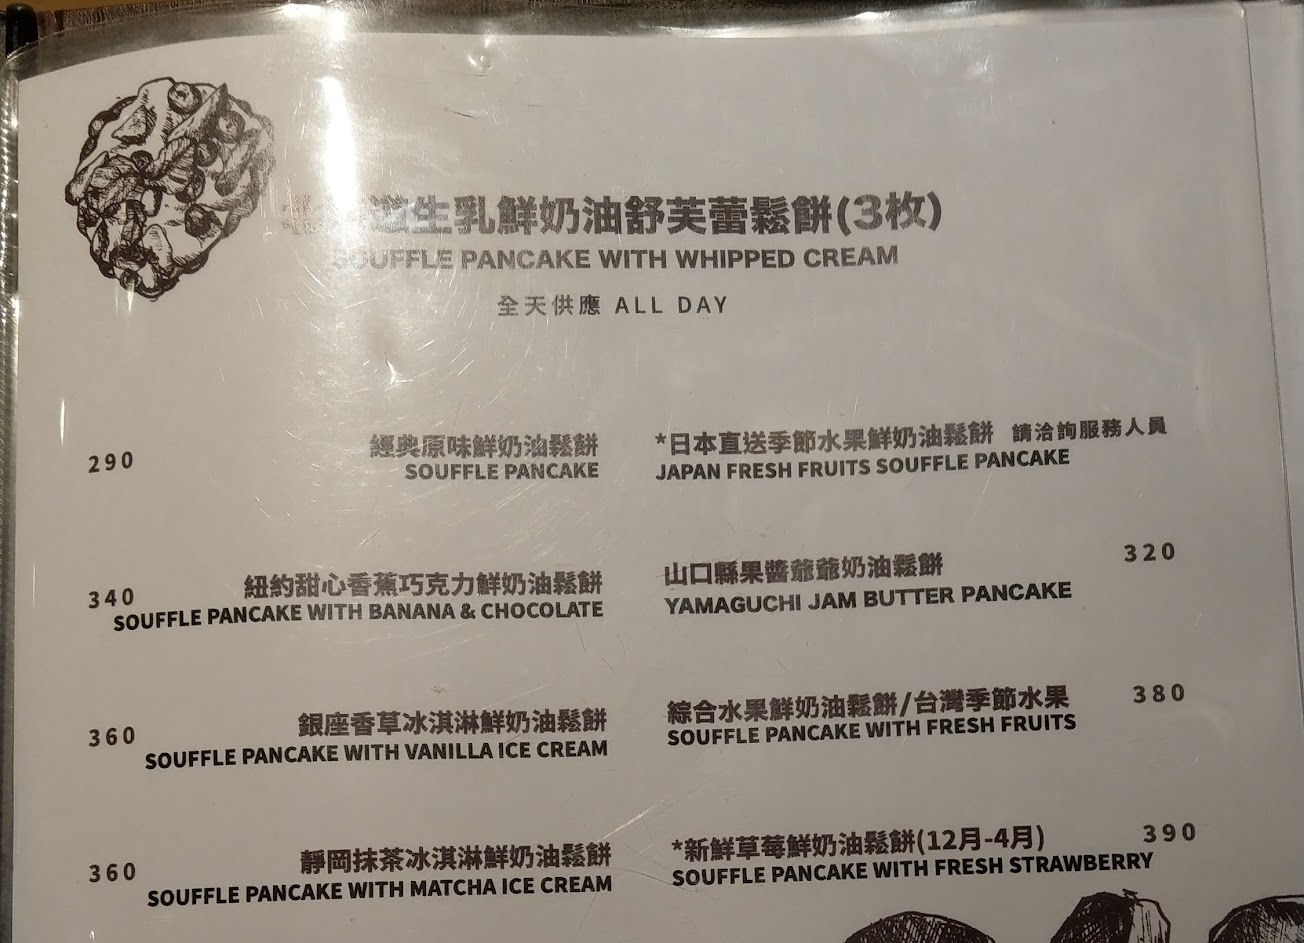 道生乳鮮奶油舒芙蕾鬆餅(3枚)
SOUFFLE PANCAKE WITH WHIPPED CREAM
全天供應 ALL DAY
290
經典原味鮮奶油鬆餅
SOUFFLE PANCAKE
340
紐約甜心香蕉巧克力鮮奶油鬆餅
SOUFFLE PANCAKE WITH BANANA & CHOCOLATE
360
銀座香草冰淇淋鮮奶油鬆餅
SOUFFLE PANCAKE WITH VANILLA ICE CREAM
360
靜岡抹茶冰淇淋鮮奶油鬆餅
SOUFFLE PANCAKE WITH MATCHA ICE CREAM
*日本直送季節水果鮮奶油鬆餅 請洽詢服務人員
JAPAN FRESH FRUITS SOUFFLE PANCAKE
山口縣果醬爺爺奶油鬆餅 320
YAMAGUCHI JAM BUTTER PANCAKE
綜合水果鮮奶油鬆餅/台灣季節水果 380
SOUFFLE PANCAKE WITH FRESH FRUITS
*新鮮草莓鮮奶油鬆餅(12月-4月) 390
SOUFFLE PANCAKE WITH FRESH STRAWBERRY